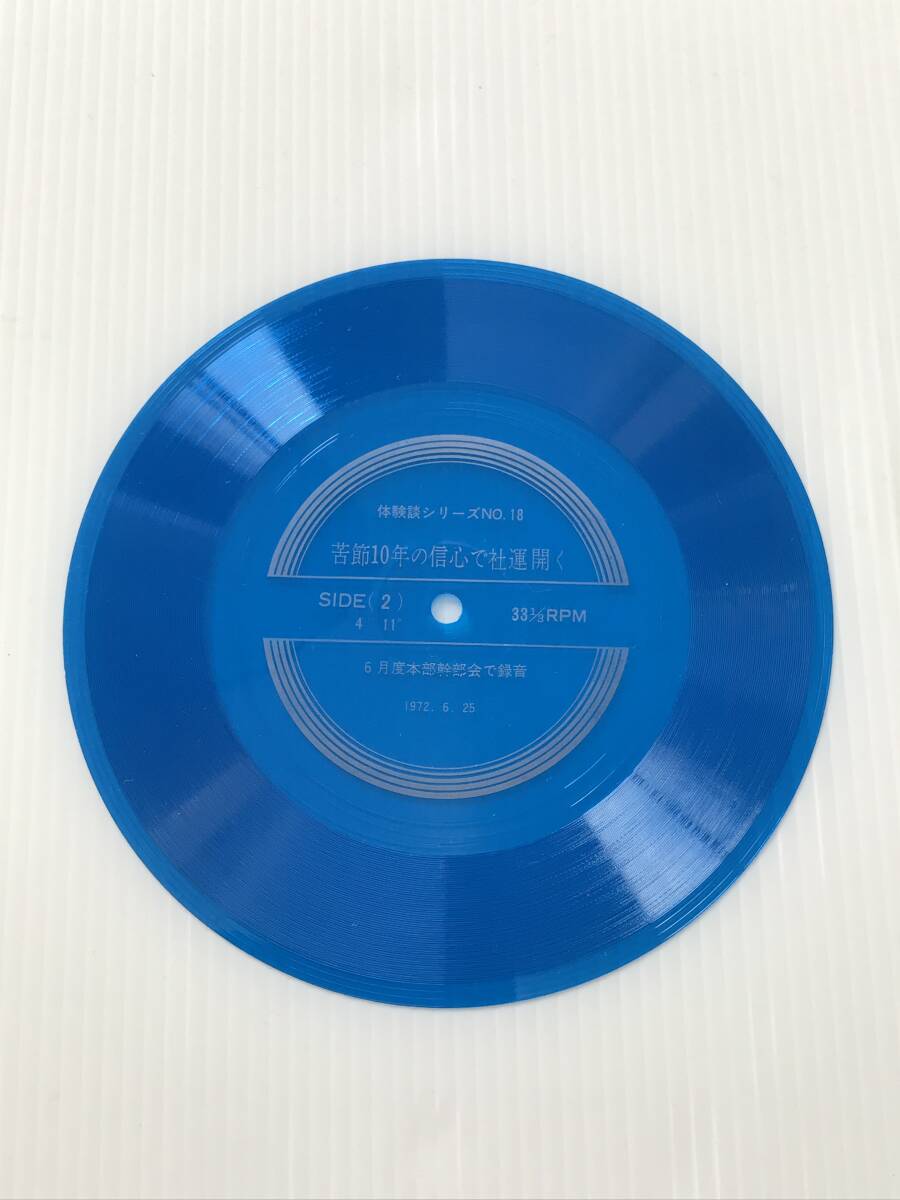 体験談シリーズNO.18
苦節10年の信心で社運開く
SIDE(2) 33⅓RPM
4′11″
6月度本部幹部会で録音
1972. 6. 25